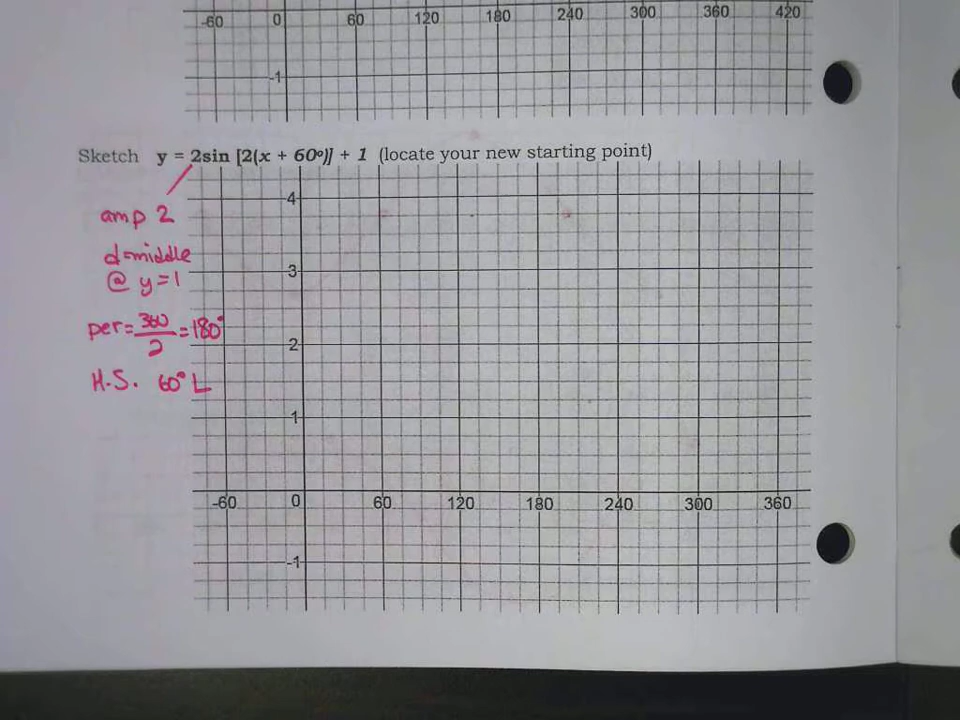 -60 0 60 120 180 240 300 360 420
-1
Sketch y = 2sin [2(x + 60º)] + 1 (locate your new starting point)
4
amp 2
d=middle
@ y=1
3
per= 360/2 = 180°
2
H.S. 60° L
1
-60 0 60 120 180 240 300 360
-1